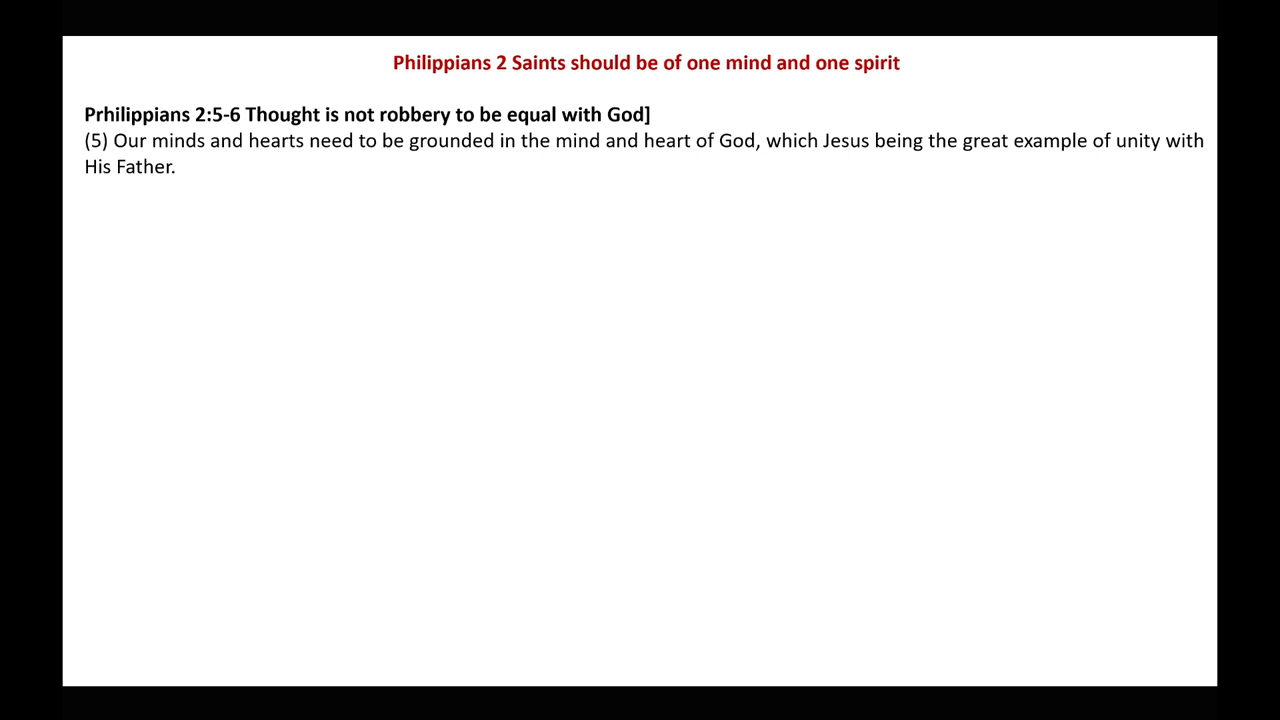 Philippians 2 Saints should be of one mind and one spirit
Prhilippians 2:5-6 Thought is not robbery to be equal with God]
(5) Our minds and hearts need to be grounded in the mind and heart of God, which Jesus being the great example of unity with
His Father.